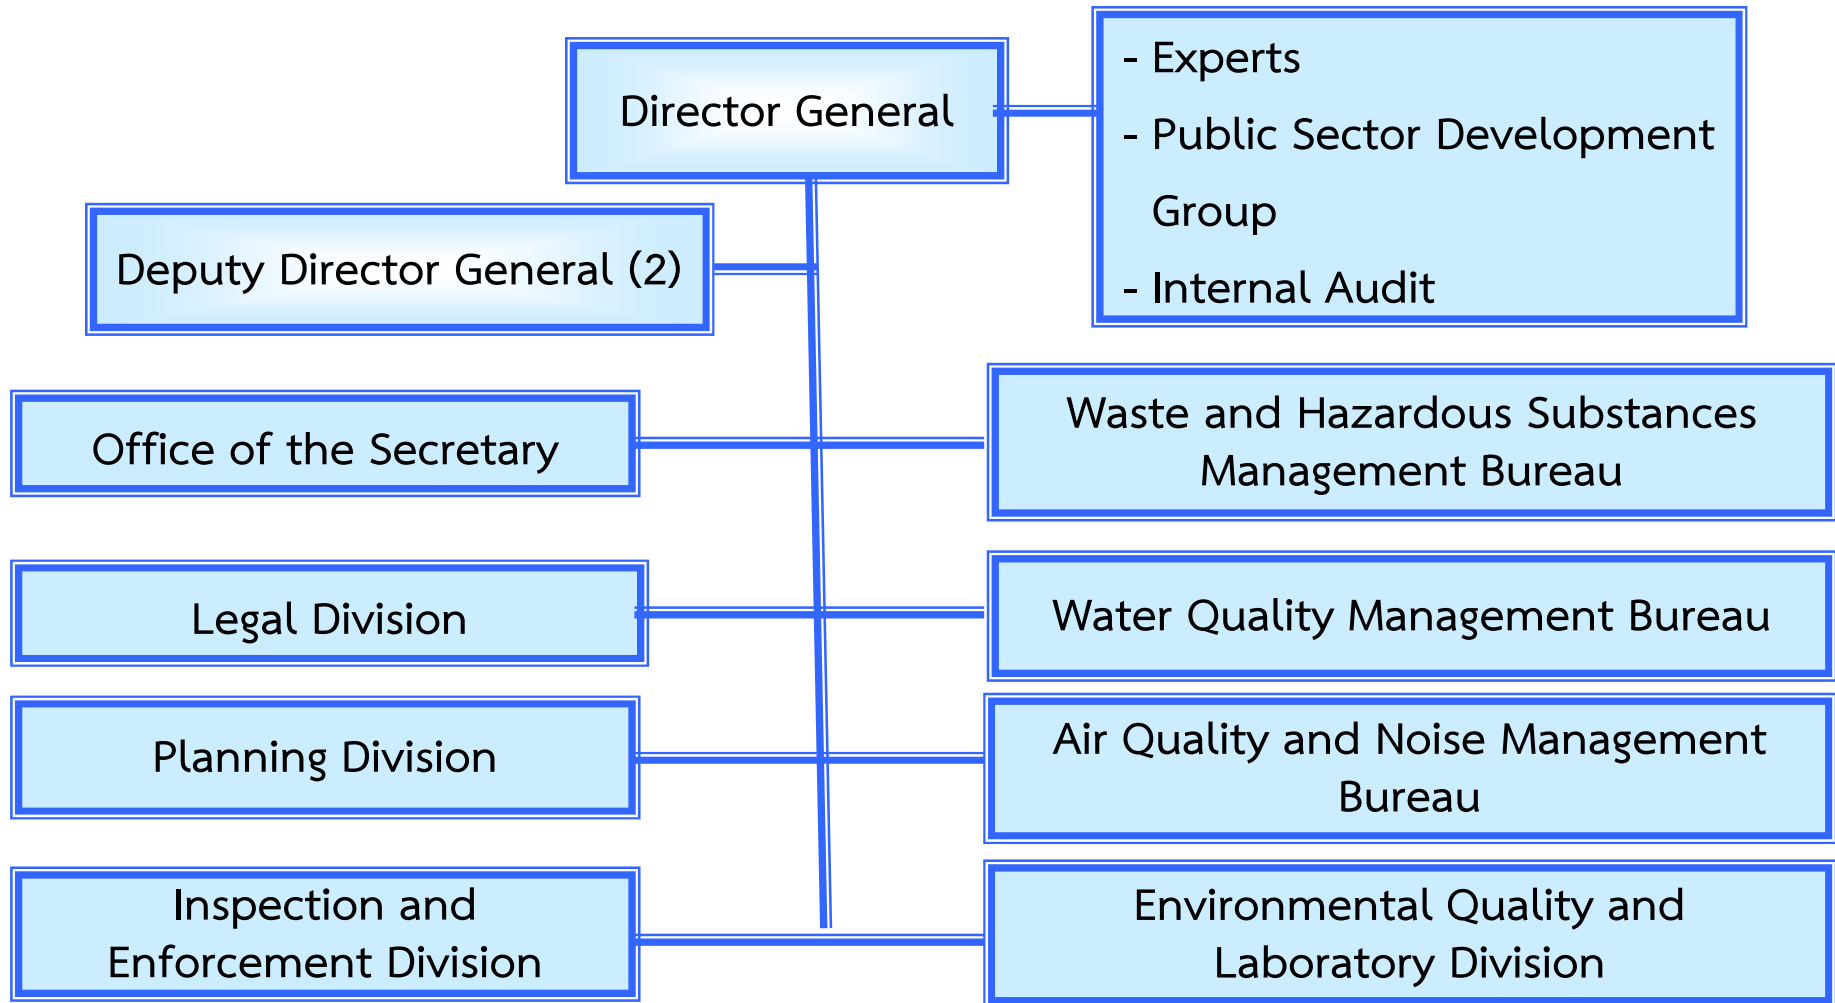 Director General
- Experts
- Public Sector Development
Group
- Internal Audit
Deputy Director General (2)
Office of the Secretary
Waste and Hazardous Substances
Management Bureau
Legal Division
Water Quality Management Bureau
Planning Division
Air Quality and Noise Management
Bureau
Inspection and
Enforcement Division
Environmental Quality and
Laboratory Division